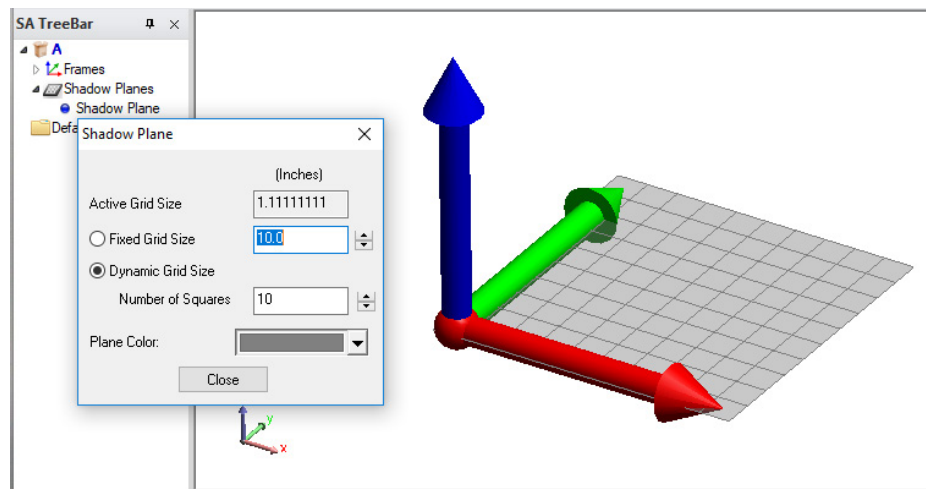 SA TreeBar
A
Frames
Shadow Planes
Shadow Plane
Shadow Plane
(Inches)
Active Grid Size 1.11111111
Fixed Grid Size 10.0
Dynamic Grid Size
Number of Squares 10
Plane Color:
Close
y
x